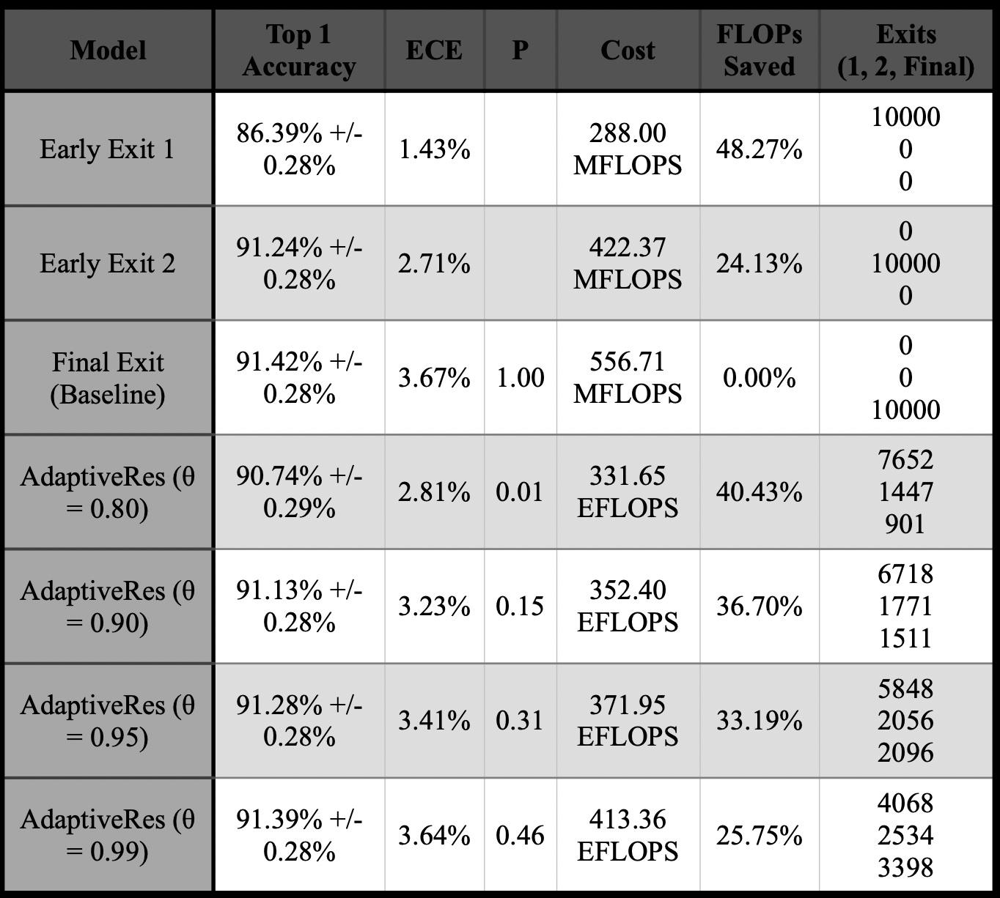 Model
Top 1
Accuracy
ECE
P
Cost
FLOPs
Saved
Exits
(1, 2, Final)
Early Exit 1
86.39% +/-
0.28%
1.43%
288.00
MFLOPS
48.27%
10000
0
0
Early Exit 2
91.24% +/-
0.28%
2.71%
422.37
MFLOPS
24.13%
0
10000
0
Final Exit
(Baseline)
91.42% +/-
0.28%
3.67%
1.00
556.71
MFLOPS
0.00%
0
0
10000
AdaptiveRes (θ
= 0.80)
90.74% +/-
0.29%
2.81%
0.01
331.65
EFLOPS
40.43%
7652
1447
901
AdaptiveRes (θ
= 0.90)
91.13% +/-
0.28%
3.23%
0.15
352.40
EFLOPS
36.70%
6718
1771
1511
AdaptiveRes (θ
= 0.95)
91.28% +/-
0.28%
3.41%
0.31
371.95
EFLOPS
33.19%
5848
2056
2096
AdaptiveRes (θ
= 0.99)
91.39% +/-
0.28%
3.64%
0.46
413.36
EFLOPS
25.75%
4068
2534
3398